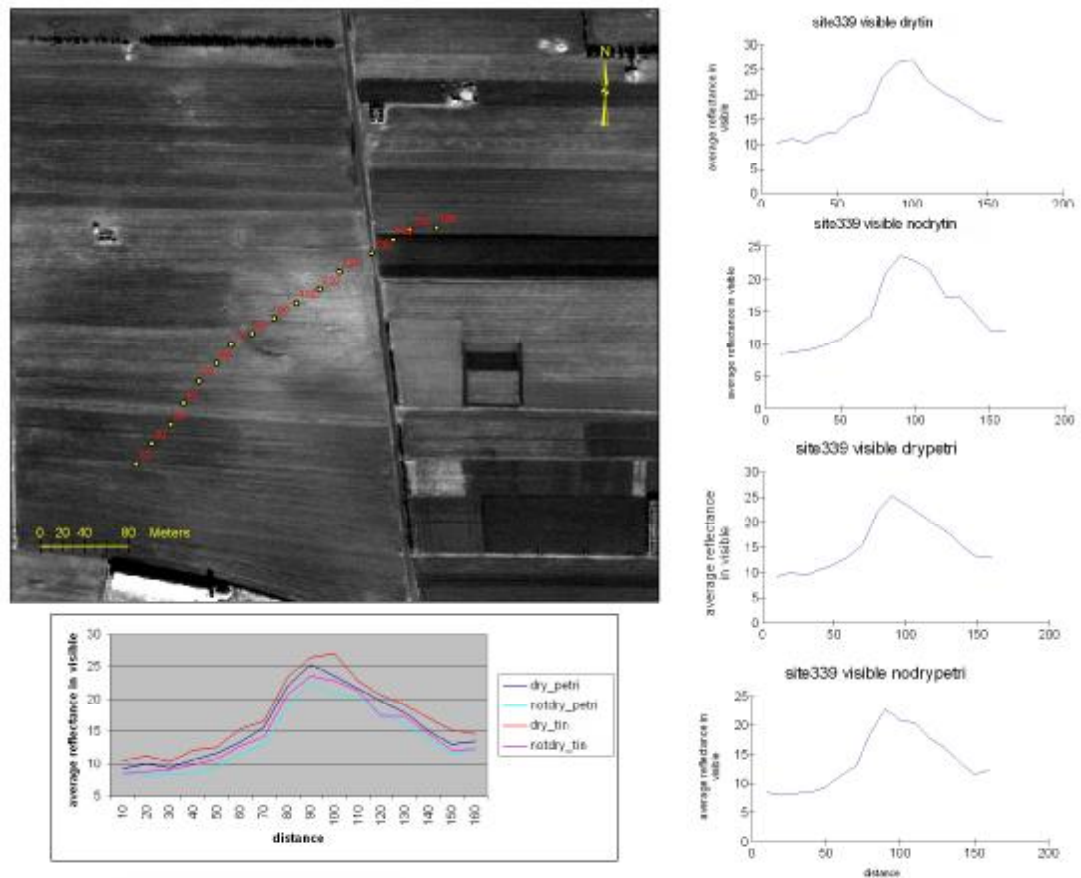 N
0 20 40 80 Meters
site339 visible drytin
average reflectance in
visible
30
25
20
15
10
5
0
0 50 100 150 200
site339 visible nodrytin
average reflectance in visible
25
20
15
10
5
0
0 50 100 150 200
site339 visible drypetri
average reflectance
in visible
30
25
20
15
10
5
0
0 50 100 150 200
site339 visible nodrypetri
average reflectance in
visible
25
20
15
10
5
0
0 50 100 150 200
distance
average reflectance in visible
30
25
20
15
10
5
10 20 30 40 50 60 70 80 90 100 110 120 130 140 150 160
distance
dry_petri
notdry_petri
dry_tin
notdry_tin